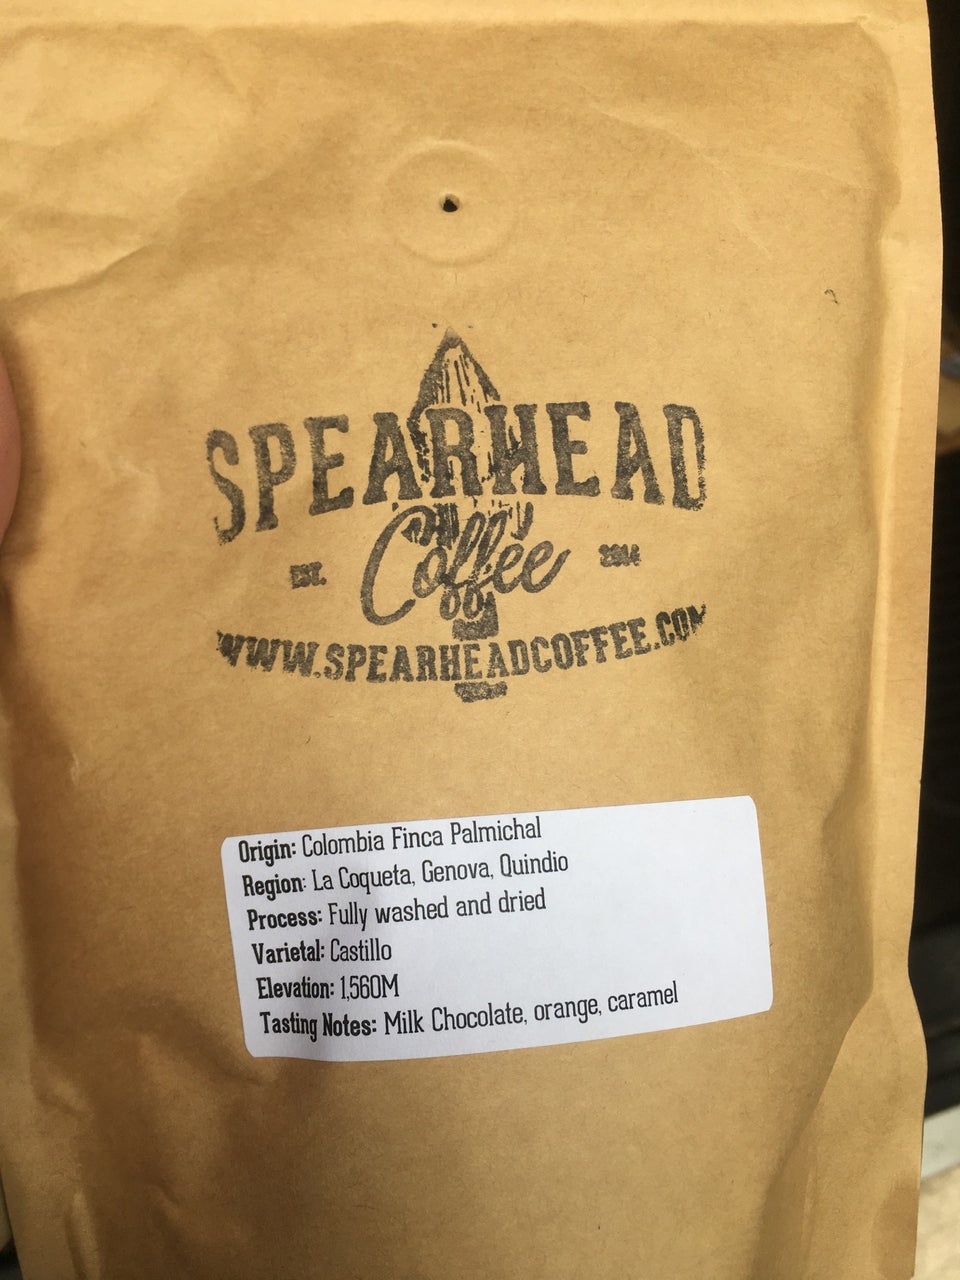 SPEARHEAD
Coffee
EST. 2014
WWW.SPEARHEADCOFFEE.COM
Origin: Colombia Finca Palmichal
Region: La Coqueta, Genova, Quindio
Process: Fully washed and dried
Varietal: Castillo
Elevation: 1,560M
Tasting Notes: Milk Chocolate, orange, caramel